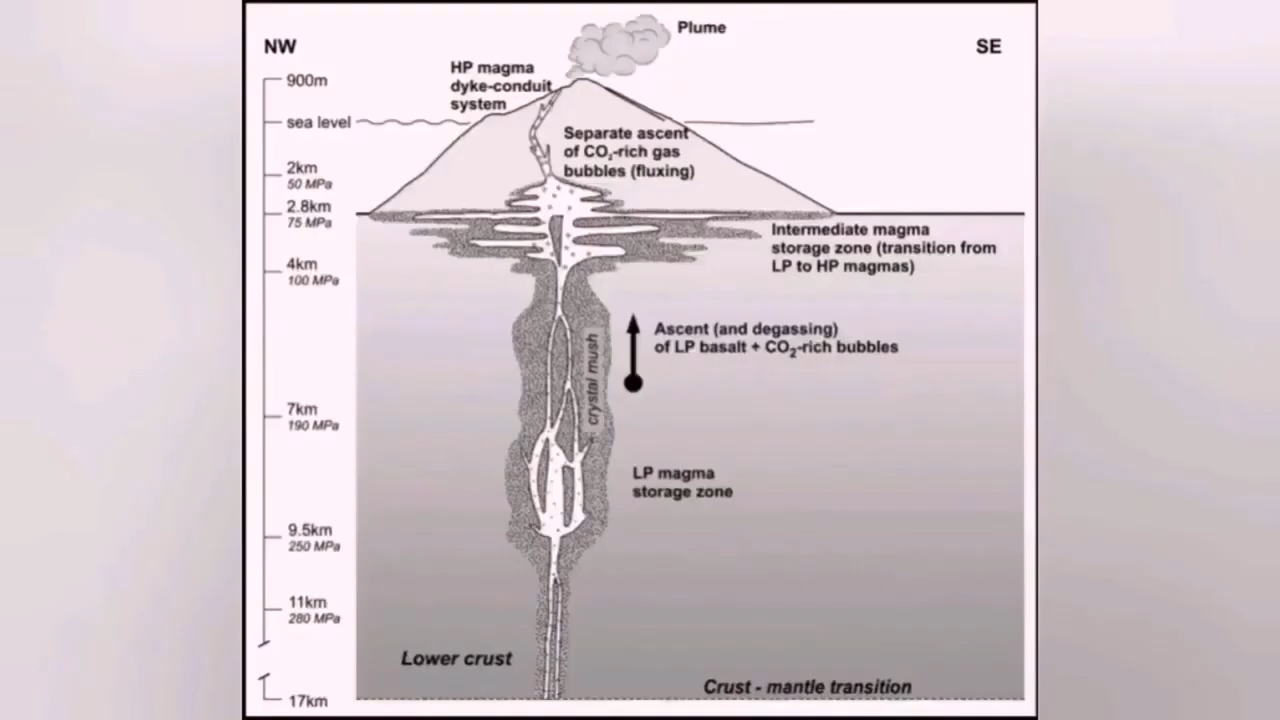 Plume
NW
SE
HP magma
dyke-conduit
system
900m
sea level
Separate ascent
of CO₂-rich gas
bubbles (fluxing)
2km
50 MPa
2.8km
75 MPa
Intermediate magma
storage zone (transition from
LP to HP magmas)
4km
100 MPa
Ascent (and degassing)
of LP basalt + CO₂-rich bubbles
crystal mush
7km
190 MPa
LP magma
storage zone
9.5km
250 MPa
11km
280 MPa
Lower crust
Crust - mantle transition
17km